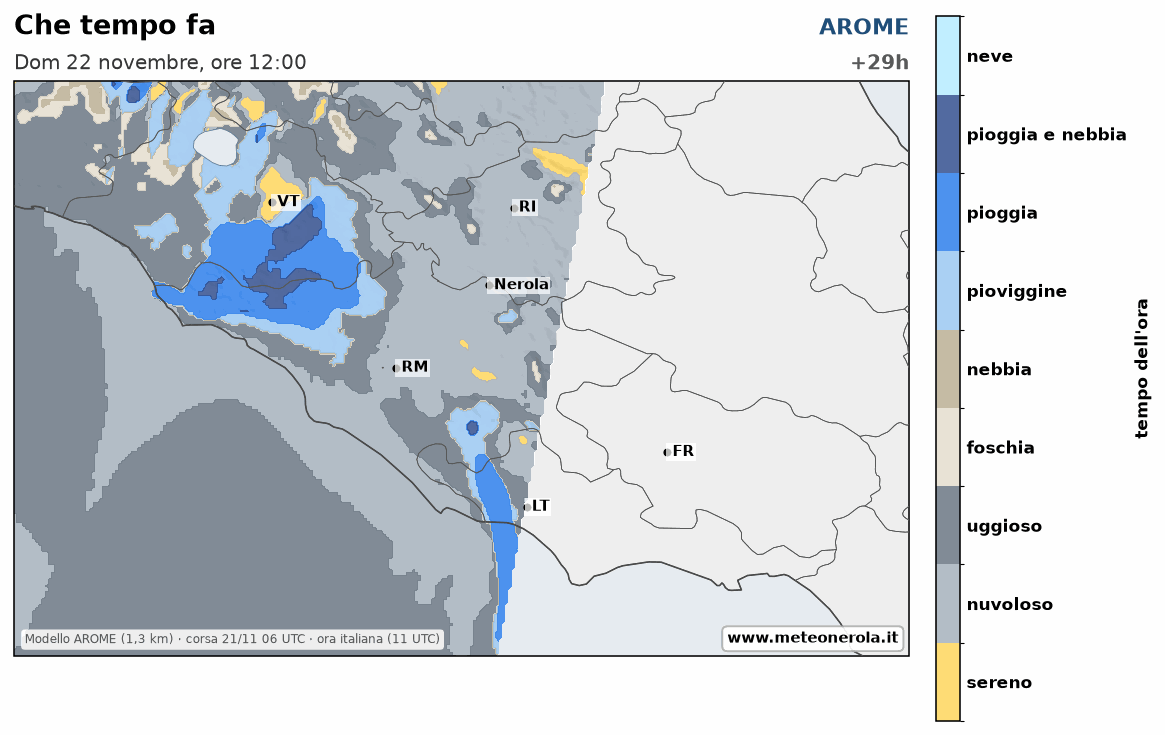 Che tempo fa
AROME
Dom 22 novembre, ore 12:00
+29h
VT
RI
Nerola
RM
FR
LT
Modello AROME (1,3 km) · corsa 21/11 06 UTC · ora italiana (11 UTC)
www.meteonerola.it
neve
pioggia e nebbia
pioggia
pioviggine
nebbia
foschia
uggioso
nuvoloso
sereno
tempo dell'ora